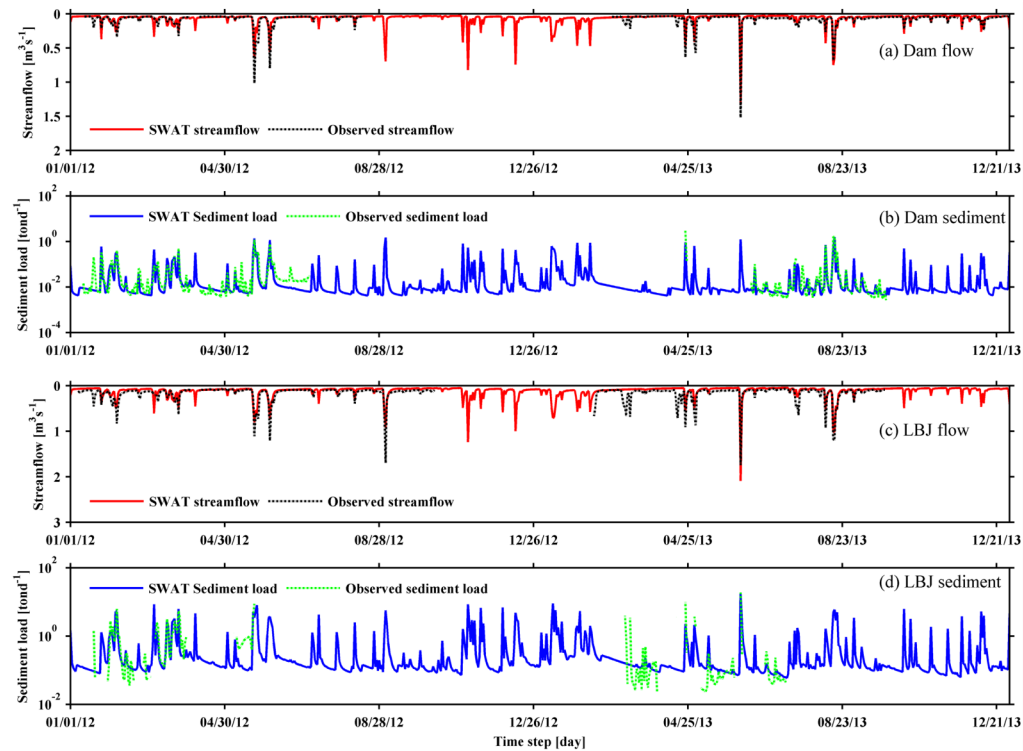 0
0.5
1
1.5
2
Streamflow [m³s⁻¹]
(a) Dam flow
SWAT streamflow Observed streamflow
01/01/12 04/30/12 08/28/12 12/26/12 04/25/13 08/23/13 12/21/13
10²
10⁰
10⁻²
10⁻⁴
Sediment load [tond⁻¹]
SWAT Sediment load Observed sediment load
(b) Dam sediment
01/01/12 04/30/12 08/28/12 12/26/12 04/25/13 08/23/13 12/21/13
0
1
2
3
Streamflow [m³s⁻¹]
(c) LBJ flow
SWAT streamflow Observed streamflow
01/01/12 04/30/12 08/28/12 12/26/12 04/25/13 08/23/13 12/21/13
10²
10⁰
10⁻²
Sediment load [tond⁻¹]
SWAT Sediment load Observed sediment load
(d) LBJ sediment
01/01/12 04/30/12 08/28/12 12/26/12 04/25/13 08/23/13 12/21/13
Time step [day]